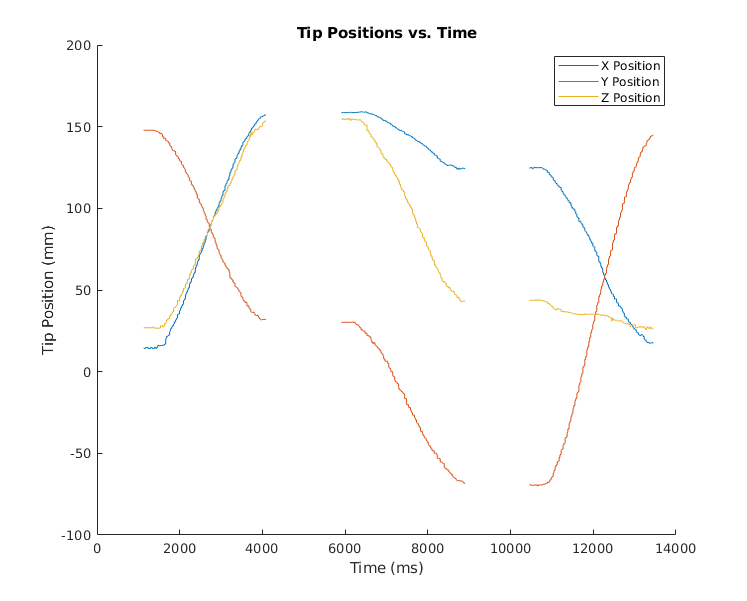 Tip Positions vs. Time
X Position
Y Position
Z Position
200
150
100
50
0
-50
-100
Tip Position (mm)
0 2000 4000 6000 8000 10000 12000 14000
Time (ms)